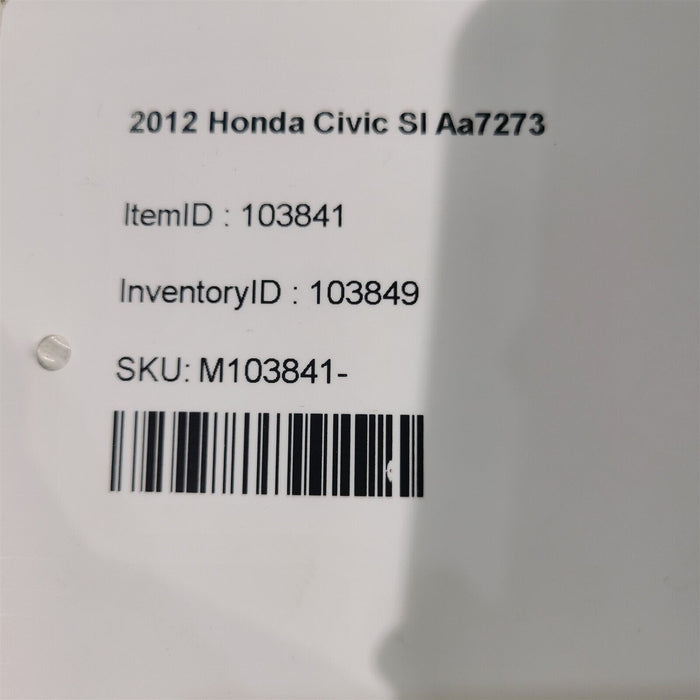 2012 Honda Civic SI Aa7273
ItemID : 103841
InventoryID : 103849
SKU: M103841-